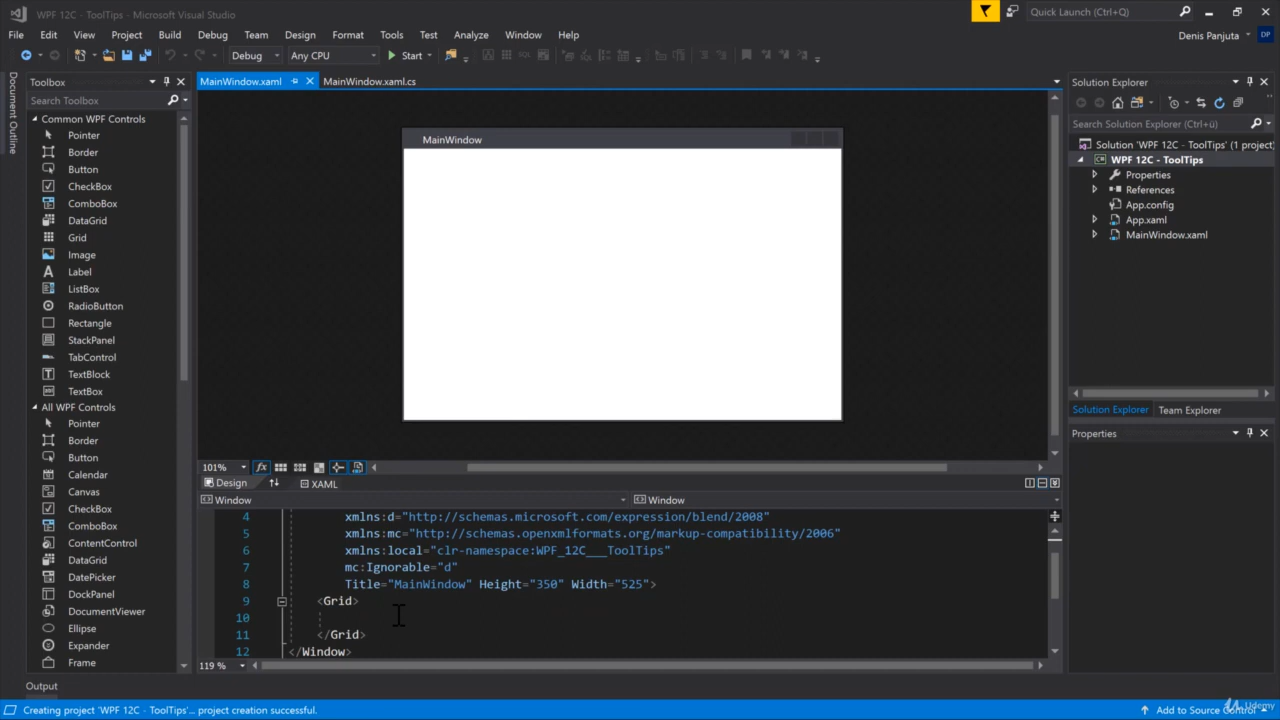 WPF 12C - ToolTips - Microsoft Visual Studio
Quick Launch (Ctrl+Q)
File Edit View Project Build Debug Team Design Format Tools Test Analyze Window Help
Denis Panjuta DP
Debug Any CPU Start
Document Outline
Toolbox
Search Toolbox
Common WPF Controls
Pointer
Border
Button
CheckBox
ComboBox
DataGrid
Grid
Image
Label
ListBox
RadioButton
Rectangle
StackPanel
TabControl
TextBlock
TextBox
All WPF Controls
Pointer
Border
Button
Calendar
Canvas
CheckBox
ComboBox
ContentControl
DataGrid
DatePicker
DockPanel
DocumentViewer
Ellipse
Expander
Frame
MainWindow.xaml MainWindow.xaml.cs
MainWindow
101%
Design XAML
Window Window
4 xmlns:d="http://schemas.microsoft.com/expression/blend/2008"
5 xmlns:mc="http://schemas.openxmlformats.org/markup-compatibility/2006"
6 xmlns:local="clr-namespace:WPF_12C___ToolTips"
7 mc:Ignorable="d"
8 Title="MainWindow" Height="350" Width="525">
9 <Grid>
10
11 </Grid>
12 </Window>
119 %
Solution Explorer
Search Solution Explorer (Ctrl+ü)
Solution 'WPF 12C - ToolTips' (1 project)
WPF 12C - ToolTips
Properties
References
App.config
App.xaml
MainWindow.xaml
Solution Explorer Team Explorer
Properties
Output
Creating project 'WPF 12C - ToolTips'... project creation successful.
Add to Source Control
Udemy